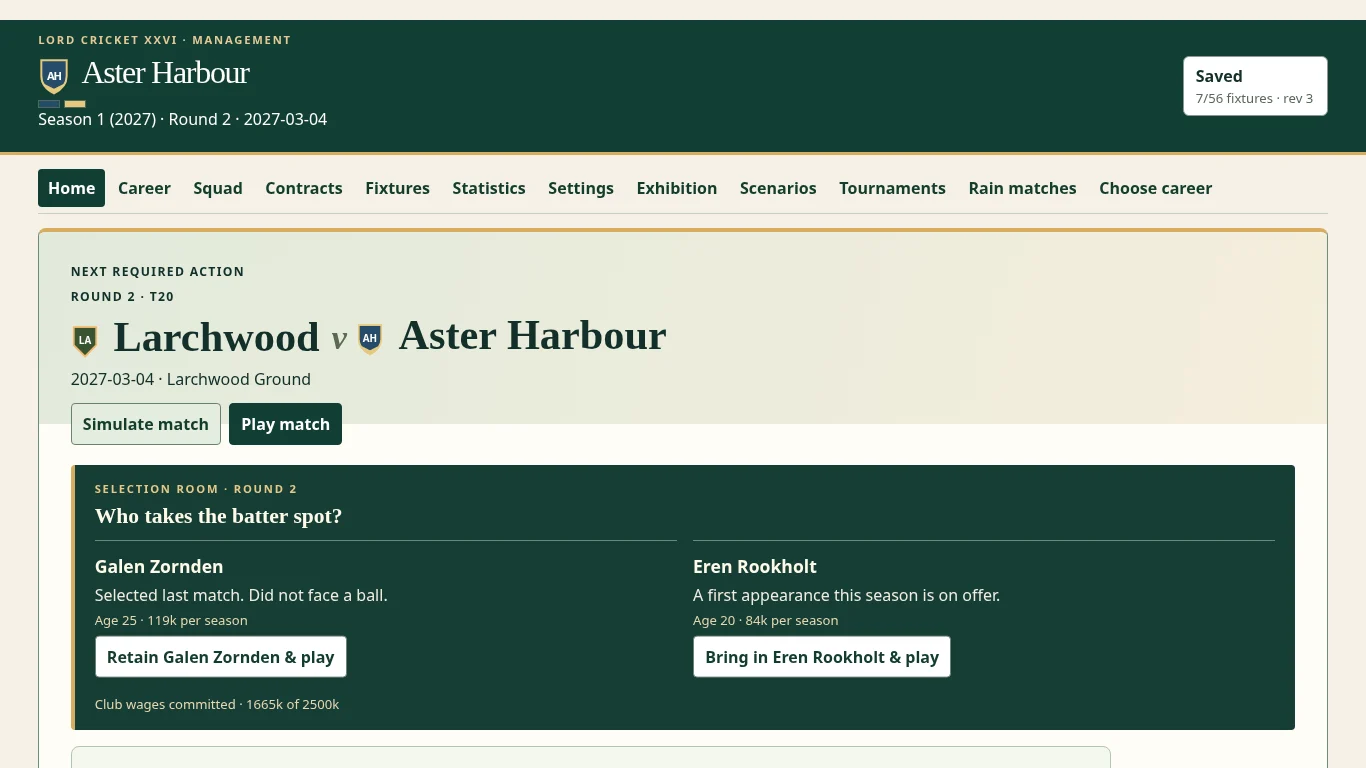 LORD CRICKET XXVI · MANAGEMENT
AH Aster Harbour
Season 1 (2027) · Round 2 · 2027-03-04
Saved
7/56 fixtures · rev 3
Home Career Squad Contracts Fixtures Statistics Settings Exhibition Scenarios Tournaments Rain matches Choose career
NEXT REQUIRED ACTION
ROUND 2 · T20
LA Larchwood v AH Aster Harbour
2027-03-04 · Larchwood Ground
Simulate match Play match
SELECTION ROOM · ROUND 2
Who takes the batter spot?
Galen Zornden
Selected last match. Did not face a ball.
Age 25 · 119k per season
Retain Galen Zornden & play
Eren Rookholt
A first appearance this season is on offer.
Age 20 · 84k per season
Bring in Eren Rookholt & play
Club wages committed · 1665k of 2500k